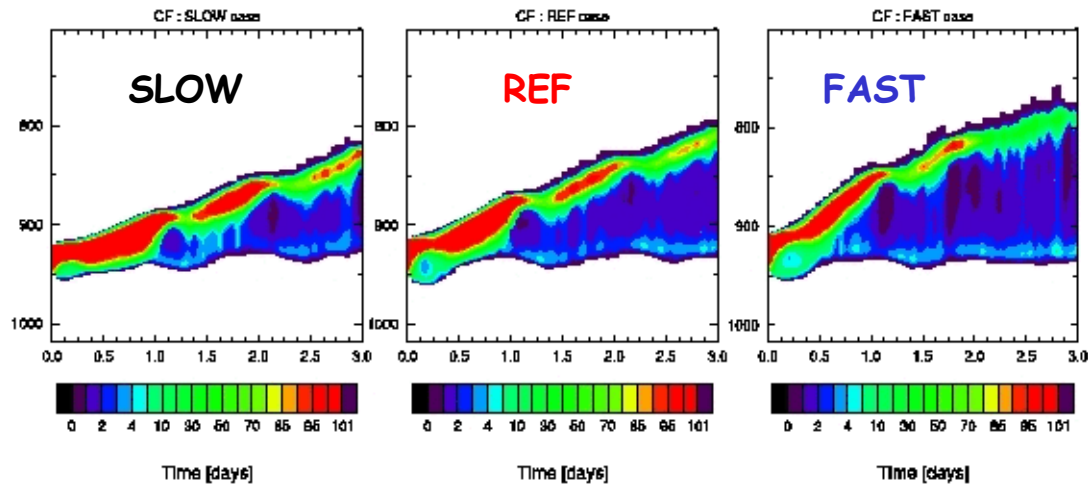 CF : SLOW case
CF : REF case
CF : FAST case
SLOW
REF
FAST
800
800
800
900
900
900
1000
1000
1000
0.0 0.5 1.0 1.5 2.0 2.5 3.0
0.0 0.5 1.0 1.5 2.0 2.5 3.0
0.0 0.5 1.0 1.5 2.0 2.5 3.0
0 2 4 10 30 50 70 85 95 101
0 2 4 10 30 50 70 85 95 101
0 2 4 10 30 50 70 85 95 101
Time [days]
Time [days]
Time [days]